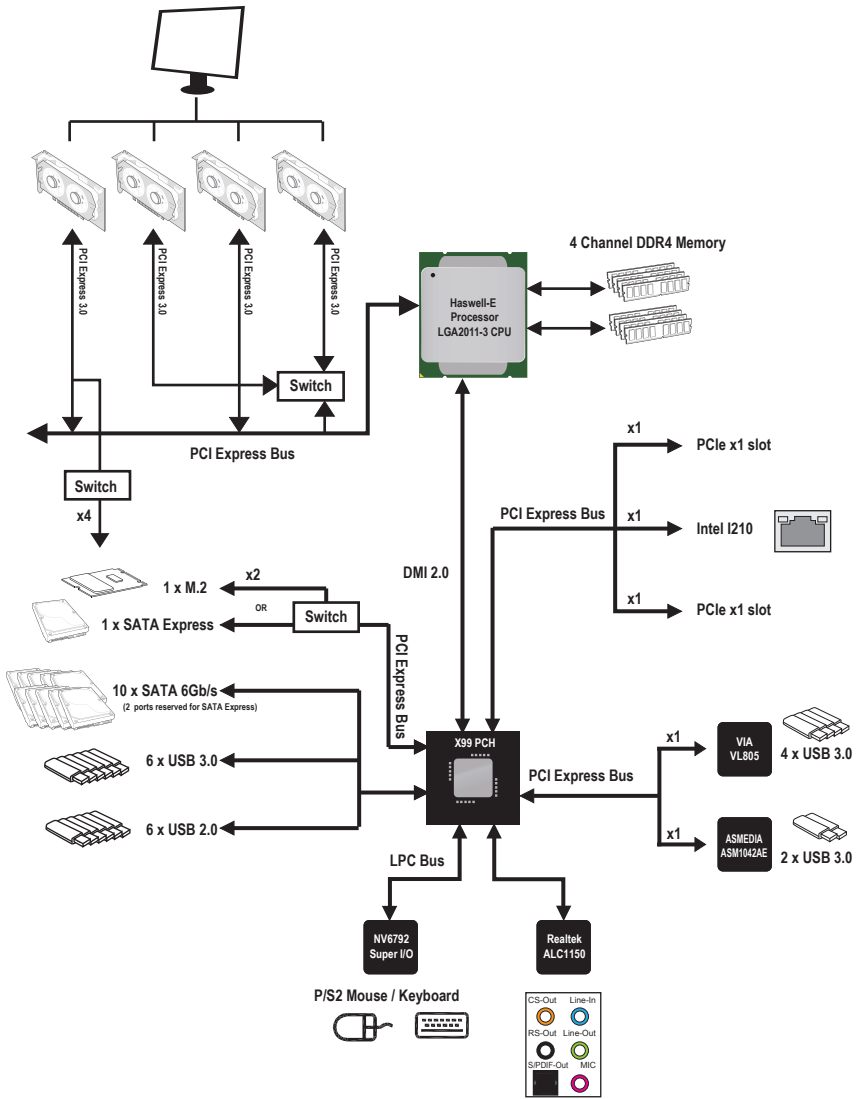 PCI Express 3.0
PCI Express 3.0
PCI Express 3.0
PCI Express 3.0
4 Channel DDR4 Memory
Haswell-E
Processor
LGA2011-3 CPU
Switch
PCI Express Bus
Switch
x4
x1
PCIe x1 slot
PCI Express Bus
x1
Intel I210
x1
PCIe x1 slot
DMI 2.0
1 x M.2
x2
OR
Switch
1 x SATA Express
PCI Express Bus
10 x SATA 6Gb/s
(2 ports reserved for SATA Express)
6 x USB 3.0
6 x USB 2.0
X99 PCH
PCI Express Bus
x1
VIA
VL805
4 x USB 3.0
x1
ASMEDIA
ASM1042AE
2 x USB 3.0
LPC Bus
NV6792
Super I/O
Realtek
ALC1150
P/S2 Mouse / Keyboard
CS-Out
Line-In
RS-Out
Line-Out
S/PDIF-Out
MIC